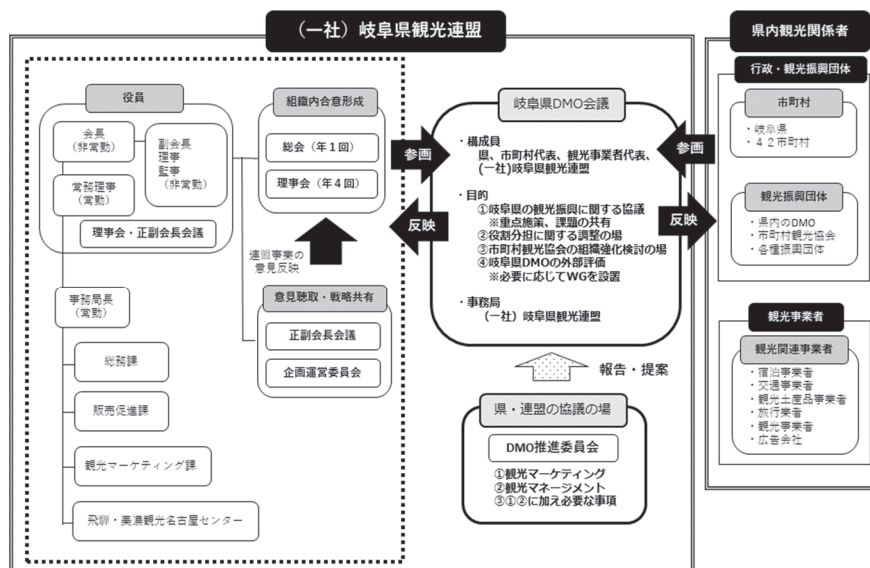 （一社）岐阜県観光連盟
役員
会長
（非常勤）
副会長
理事
監事
（非常勤）
常務理事
（常勤）
理事会・正副会長会議
事務局長
（常勤）
総務課
販売促進課
観光マーケティング課
飛騨・美濃観光名古屋センター
組織内合意形成
総会（年１回）
理事会（年４回）
連盟事業の
意見反映
意見聴取・戦略共有
正副会長会議
企画運営委員会
参画
反映
岐阜県DMO会議
・構成員
県、市町村代表、観光事業者代表、
(一社)岐阜県観光連盟
・目的
①岐阜県の観光振興に関する協議
※重点施策、課題の共有
②役割分担に関する調整の場
③市町村観光協会の組織強化検討の場
④岐阜県DMOの外部評価
※必要に応じてWGを設置
・事務局
（一社）岐阜県観光連盟
報告・提案
県・連盟の協議の場
DMO推進委員会
①観光マーケティング
②観光マネージメント
③①②に加え必要な事項
参画
反映
県内観光関係者
行政・観光振興団体
市町村
・岐阜県
・４２市町村
観光振興団体
・県内のDMO
・市町村観光協会
・各種振興団体
観光事業者
観光関連事業者
・宿泊事業者
・交通事業者
・観光土産品事業者
・旅行業者
・観光事業者
・広告会社